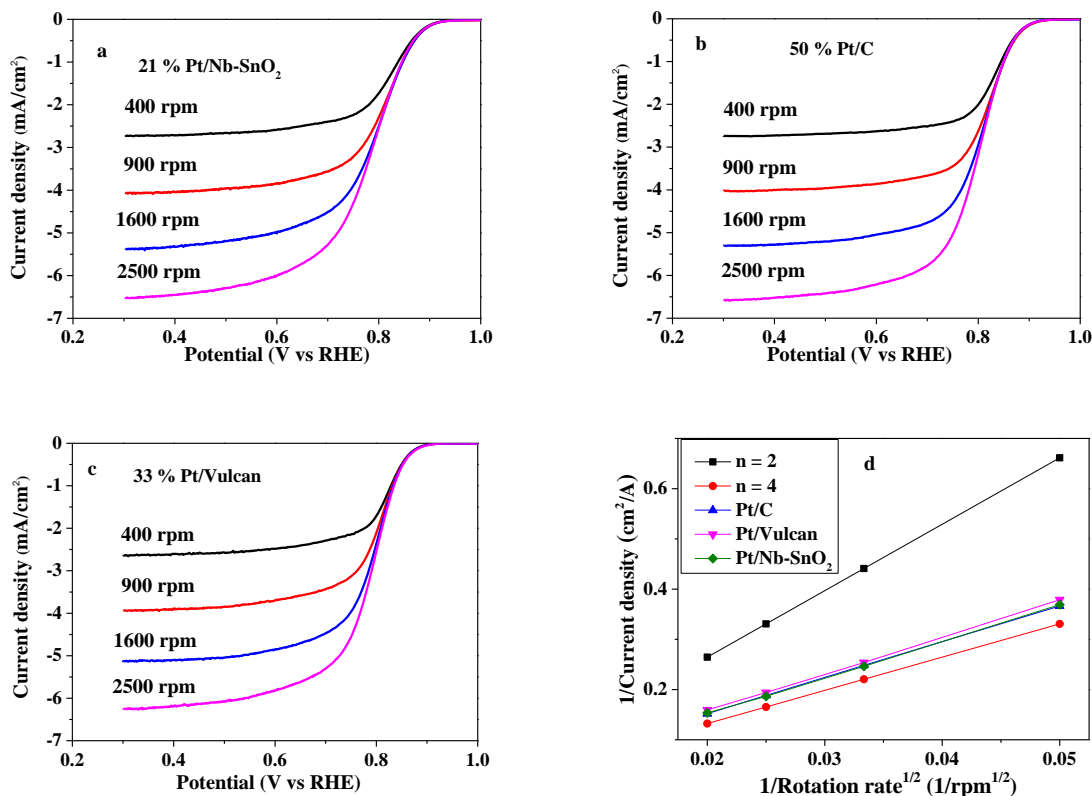 a
21 % Pt/Nb-SnO₂
400 rpm
900 rpm
1600 rpm
2500 rpm
0
-1
-2
-3
-4
-5
-6
-7
0.2
0.4
0.6
0.8
1.0
Current density (mA/cm²)
Potential (V vs RHE)
b
50 % Pt/C
400 rpm
900 rpm
1600 rpm
2500 rpm
0
-1
-2
-3
-4
-5
-6
-7
0.2
0.4
0.6
0.8
1.0
Current density (mA/cm²)
Potential (V vs RHE)
c
33 % Pt/Vulcan
400 rpm
900 rpm
1600 rpm
2500 rpm
0
-1
-2
-3
-4
-5
-6
-7
0.2
0.4
0.6
0.8
1.0
Current density (mA/cm²)
Potential (V vs RHE)
d
n = 2
n = 4
Pt/C
Pt/Vulcan
Pt/Nb-SnO₂
0.6
0.4
0.2
0.02
0.03
0.04
0.05
1/Current density (cm²/A)
1/Rotation rate¹ᐟ² (1/rpm¹ᐟ²)